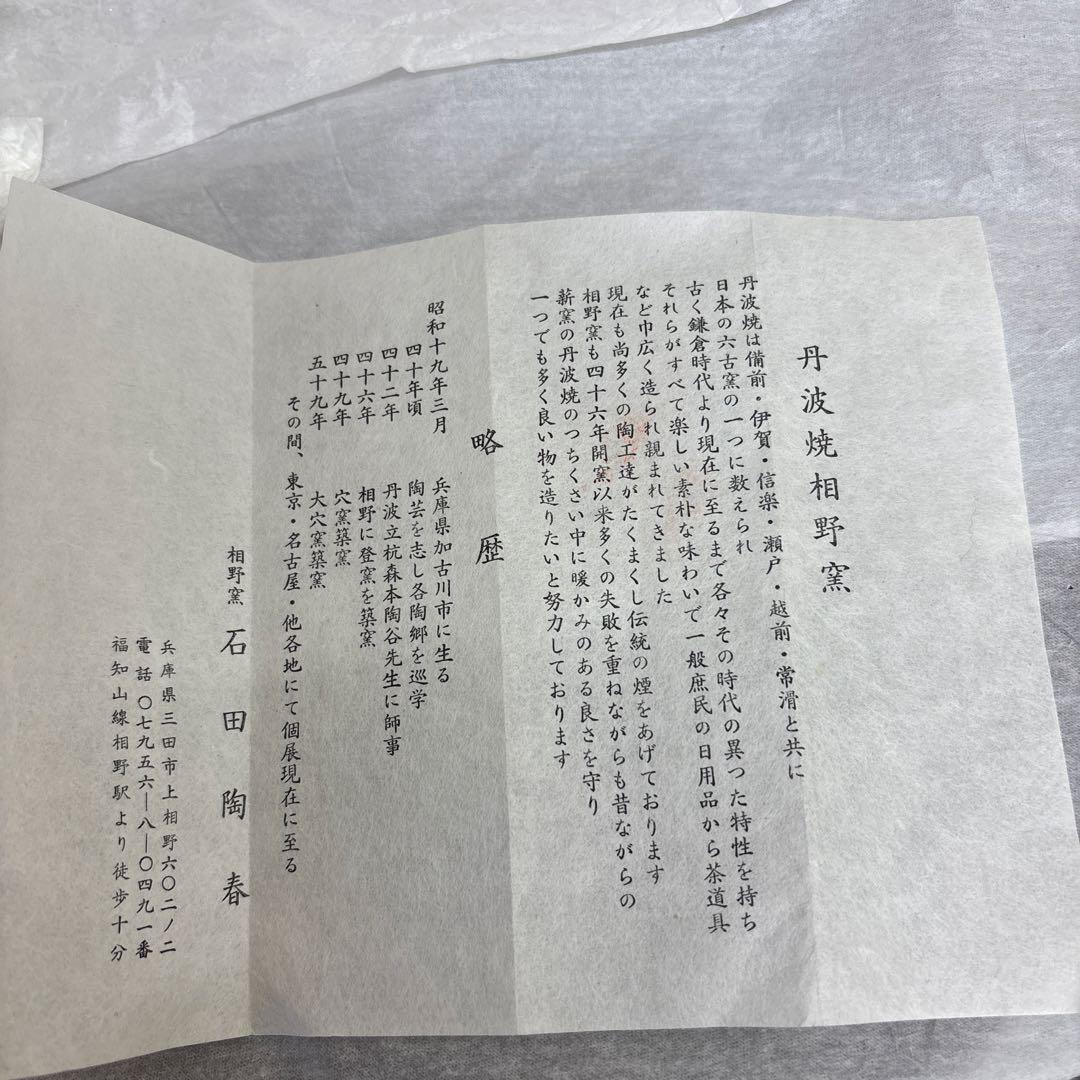 丹波焼相野窯
丹波焼は備前・伊賀・信楽・瀬戸・越前・常滑と共に
日本の六古窯の一つに数えられ
古く鎌倉時代より現在に至るまで各々その時代の異つた特性を持ち
それらがすべて楽しい素朴な味わいで一般庶民の日用品から茶道具
など巾広く造られ親まれてきました
現在も尚多くの陶工達がたくまくし伝統の煙をあげております
相野窯も四十六年開窯以来多くの失敗を重ねながらも昔ながらの
薪窯の丹波焼のつちくさい中に暖かみのある良さを守り
一つでも多く良い物を造りたいと努力しております
略歴
昭和十九年三月 兵庫県加古川市に生る
四十年頃 陶芸を志し各陶郷を巡学
四十二年 丹波立杭森本陶谷先生に師事
四十六年 相野に登窯を築窯
四十九年 穴窯築窯
五十九年 大穴窯築窯
その間、東京・名古屋・他各地にて個展現在に至る
相野窯 石田陶春
兵庫県三田市上相野六〇二ノ二
電話〇七九五六―八―〇四九一番
福知山線相野駅より徒歩十分